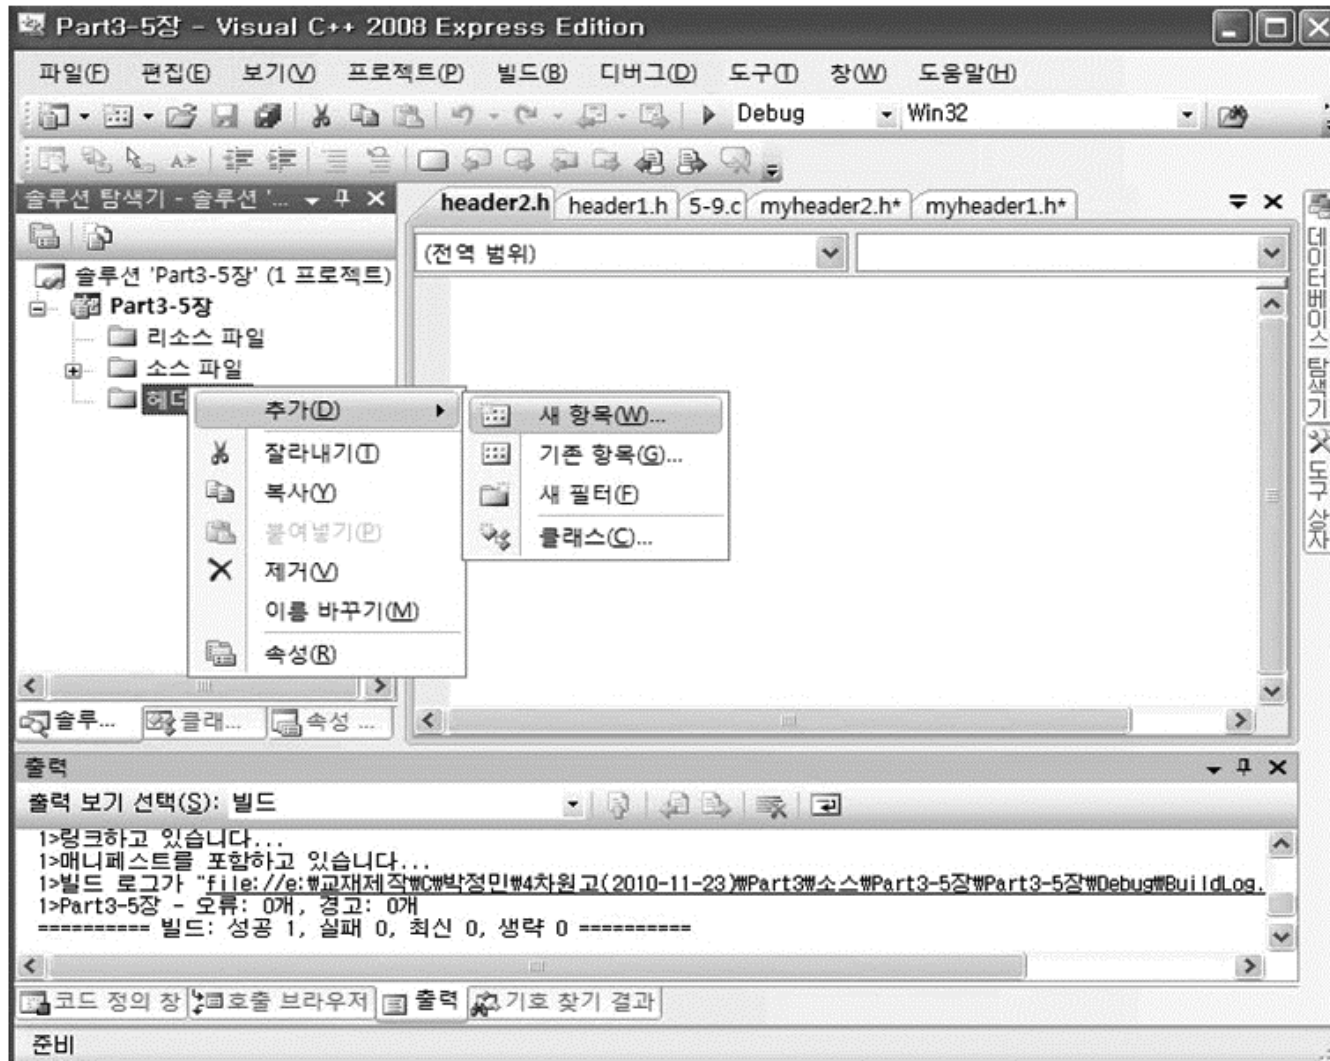 Part3-5장 - Visual C++ 2008 Express Edition
파일(F) 편집(E) 보기(V) 프로젝트(P) 빌드(B) 디버그(D) 도구(T) 창(W) 도움말(H)
Debug Win32
솔루션 탐색기 - 솔루션 '...
header2.h header1.h 5-9.c myheader2.h* myheader1.h*
(전역 범위)
솔루션 'Part3-5장' (1 프로젝트)
Part3-5장
리소스 파일
소스 파일
헤더
추가(D)
잘라내기(T)
복사(Y)
붙여넣기(P)
제거(V)
이름 바꾸기(M)
속성(R)
새 항목(W)...
기존 항목(G)...
새 필터(F)
클래스(C)...
데이터베이스 탐색기
도구 상자
솔루... 클래... 속성 ...
출력
출력 보기 선택(S): 빌드
1>링크하고 있습니다...
1>매니페스트를 포함하고 있습니다...
1>빌드 로그가 "file://e:₩교재제작₩C₩박정민₩4차원고(2010-11-23)₩Part3₩소스₩Part3-5장₩Part3-5장₩Debug₩BuildLog.
1>Part3-5장 - 오류: 0개, 경고: 0개
========== 빌드: 성공 1, 실패 0, 최신 0, 생략 0 ==========
코드 정의 창 호출 브라우저 출력 기호 찾기 결과
준비